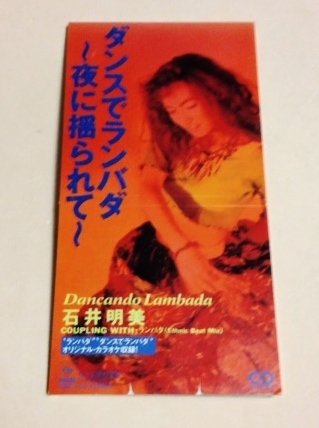 ダンスでランバダ
～夜に揺られて～
Dançando Lambada
石井明美
COUPLING WITH:ランバダ(Ethnic Beat Mix)
"ランバダ""ダンスでランバダ"
オリジナル・カラオケ収録!